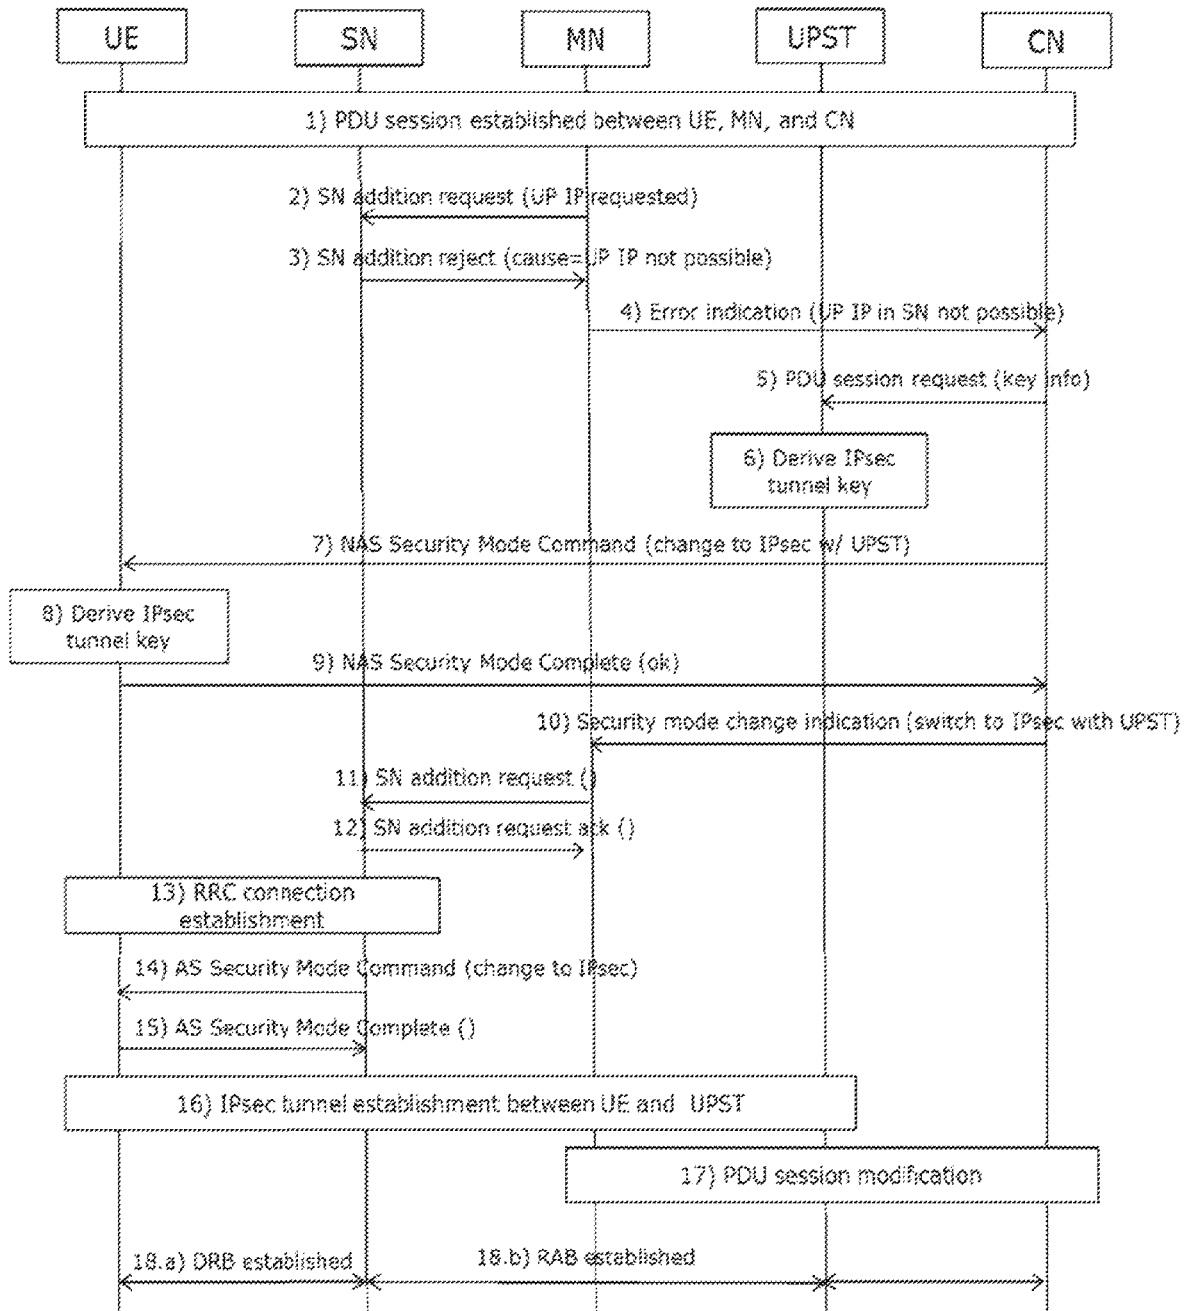 UE
SN
MN
UPST
CN
1) PDU session established between UE, MN, and CN
2) SN addition request (UP IP requested)
3) SN addition reject (cause=UP IP not possible)
4) Error indication (UP IP in SN not possible)
5) PDU session request (key info)
6) Derive IPsec
tunnel key
7) NAS Security Mode Command (change to IPsec w/ UPST)
8) Derive IPsec
tunnel key
9) NAS Security Mode Complete (ok)
10) Security mode change indication (switch to IPsec with UPST)
11) SN addition request ()
12) SN addition request ack ()
13) RRC connection
establishment
14) AS Security Mode Command (change to IPsec)
15) AS Security Mode Complete ()
16) IPsec tunnel establishment between UE and UPST
17) PDU session modification
18.a) DRB established
18.b) RAB established